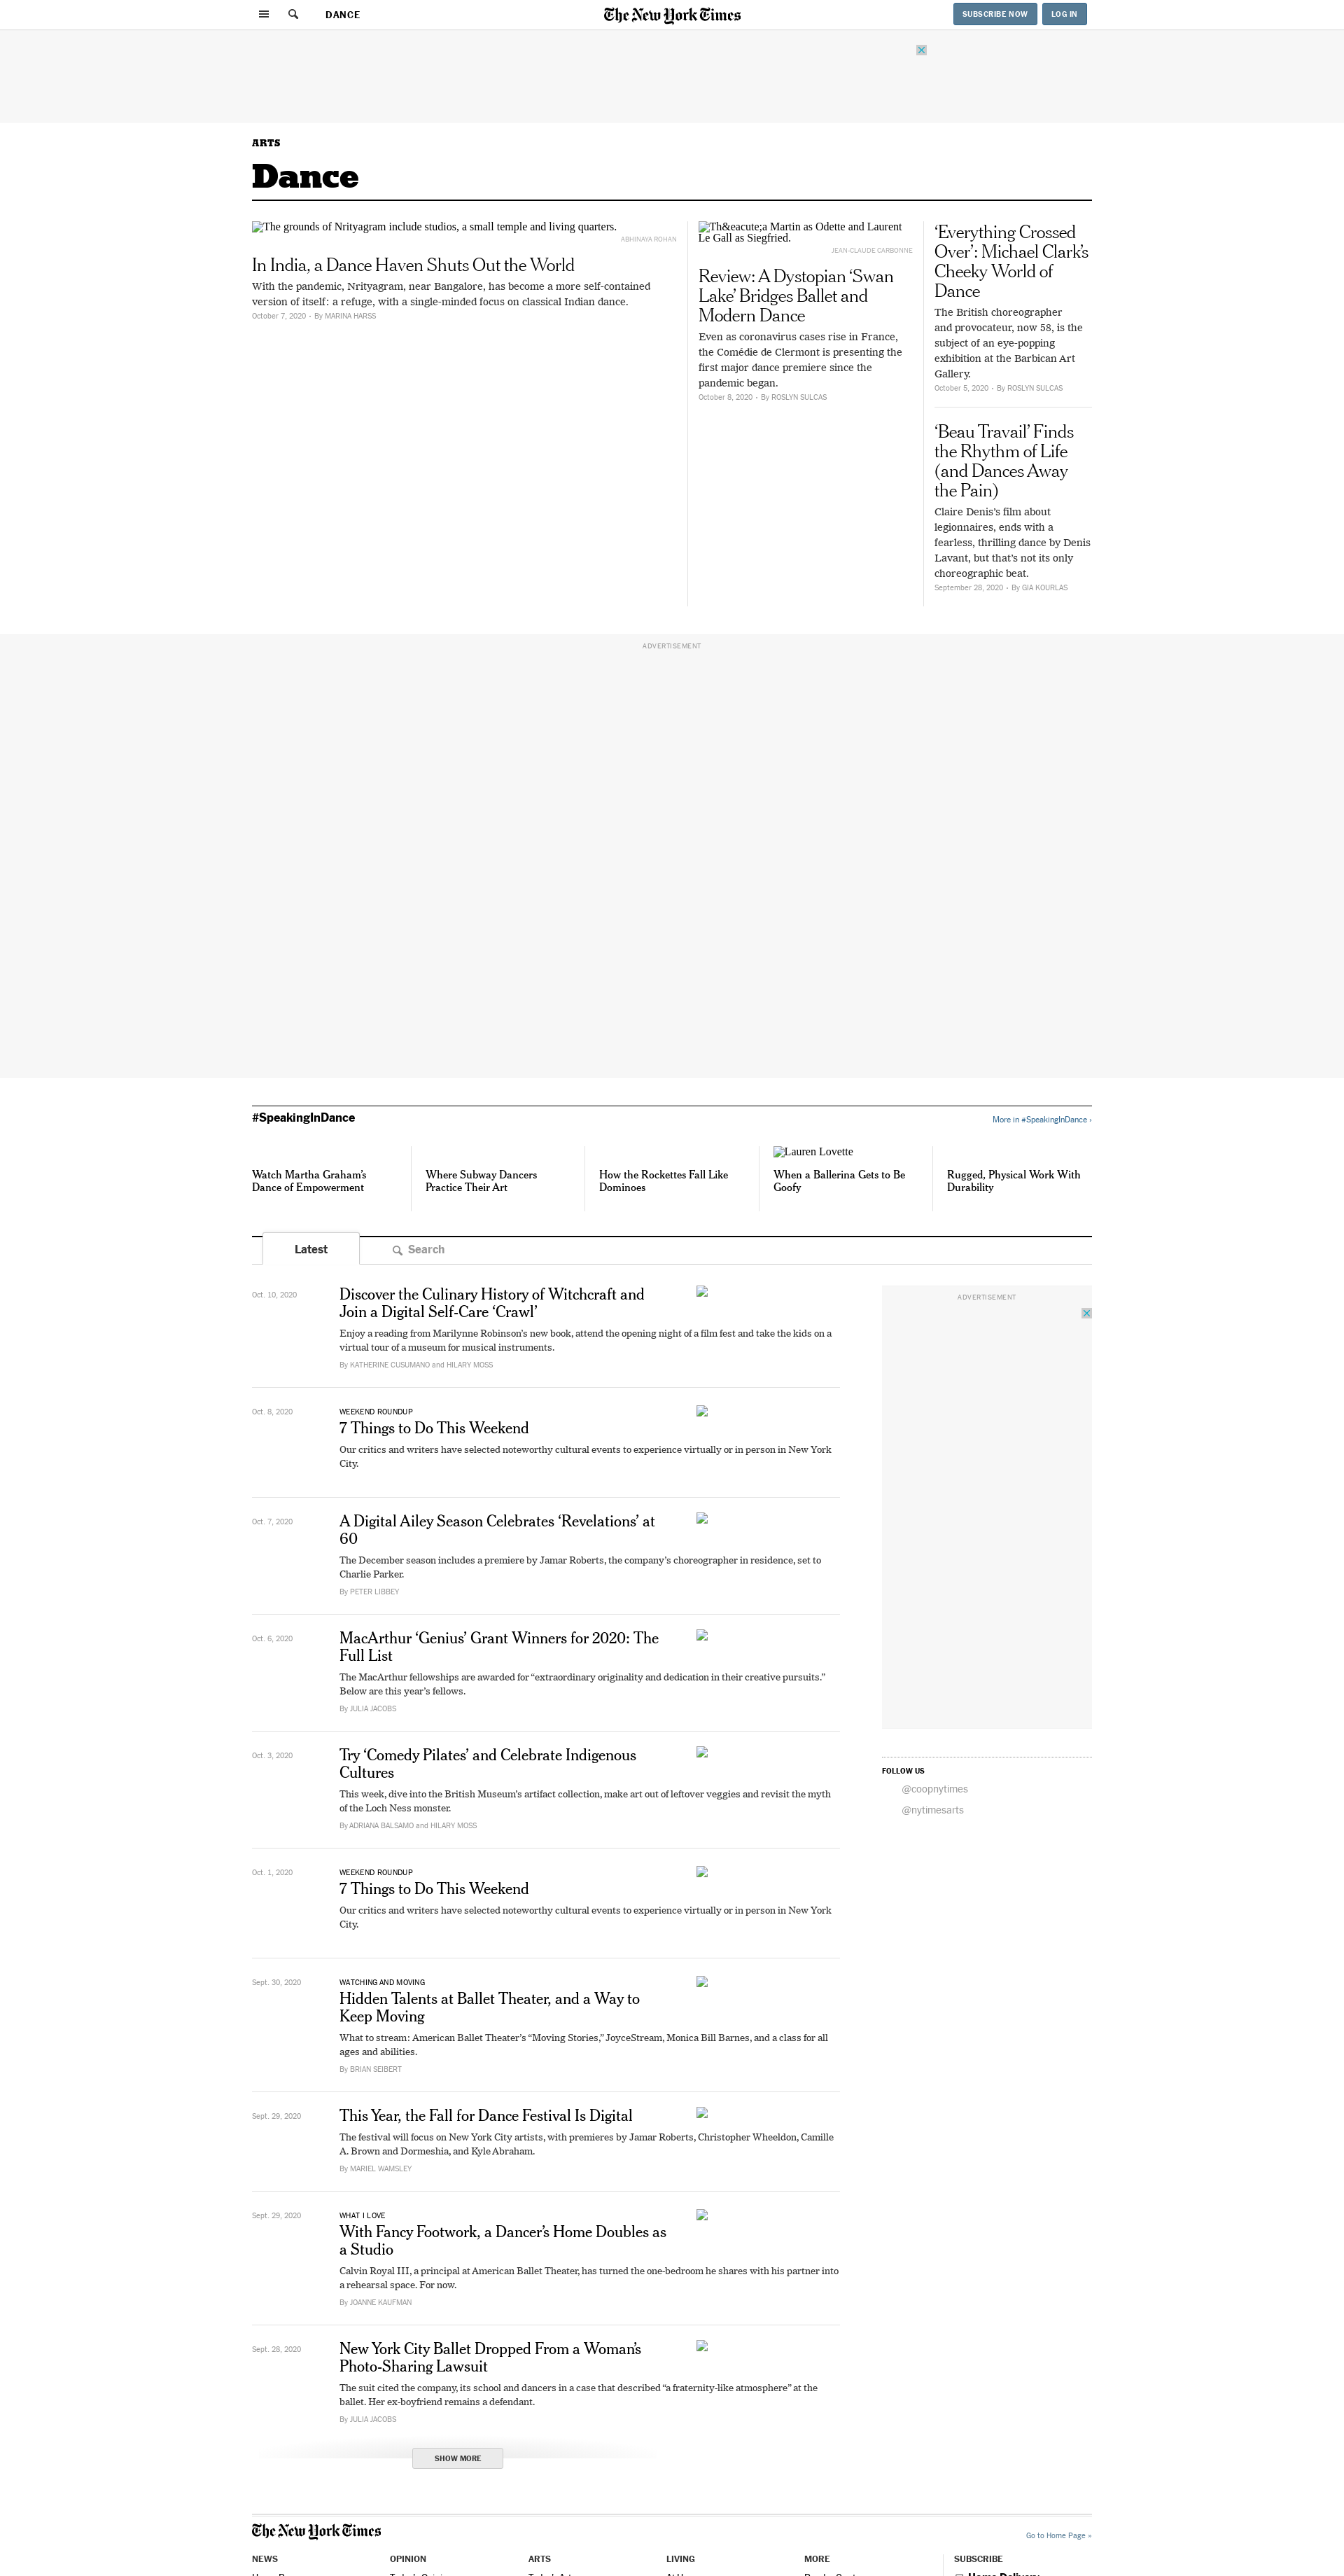 DANCE
The New York Times
SUBSCRIBE NOW
LOG IN
ARTS
Dance
The grounds of Nrityagram include studios, a small temple and living quarters.
ABHINAYA ROHAN
In India, a Dance Haven Shuts Out the World
With the pandemic, Nrityagram, near Bangalore, has become a more self-contained
version of itself: a refuge, with a single-minded focus on classical Indian dance.
October 7, 2020 • By MARINA HARSS
Th&eacute;a Martin as Odette and Laurent
Le Gall as Siegfried.
JEAN-CLAUDE CARBONNE
Review: A Dystopian ‘Swan
Lake’ Bridges Ballet and
Modern Dance
Even as coronavirus cases rise in France,
the Comédie de Clermont is presenting the
first major dance premiere since the
pandemic began.
October 8, 2020 • By ROSLYN SULCAS
‘Everything Crossed
Over’: Michael Clark’s
Cheeky World of
Dance
The British choreographer
and provocateur, now 58, is the
subject of an eye-popping
exhibition at the Barbican Art
Gallery.
October 5, 2020 • By ROSLYN SULCAS
‘Beau Travail’ Finds
the Rhythm of Life
(and Dances Away
the Pain)
Claire Denis’s film about
legionnaires, ends with a
fearless, thrilling dance by Denis
Lavant, but that’s not its only
choreographic beat.
September 28, 2020 • By GIA KOURLAS
ADVERTISEMENT
#SpeakingInDance
More in #SpeakingInDance ›
Watch Martha Graham’s
Dance of Empowerment
Where Subway Dancers
Practice Their Art
How the Rockettes Fall Like
Dominoes
Lauren Lovette
When a Ballerina Gets to Be
Goofy
Rugged, Physical Work With
Durability
Latest
Search
Oct. 10, 2020
Discover the Culinary History of Witchcraft and
Join a Digital Self-Care ‘Crawl’
Enjoy a reading from Marilynne Robinson’s new book, attend the opening night of a film fest and take the kids on a
virtual tour of a museum for musical instruments.
By KATHERINE CUSUMANO and HILARY MOSS
Oct. 8, 2020
WEEKEND ROUNDUP
7 Things to Do This Weekend
Our critics and writers have selected noteworthy cultural events to experience virtually or in person in New York
City.
Oct. 7, 2020
A Digital Ailey Season Celebrates ‘Revelations’ at
60
The December season includes a premiere by Jamar Roberts, the company’s choreographer in residence, set to
Charlie Parker.
By PETER LIBBEY
Oct. 6, 2020
MacArthur ‘Genius’ Grant Winners for 2020: The
Full List
The MacArthur fellowships are awarded for “extraordinary originality and dedication in their creative pursuits.”
Below are this year’s fellows.
By JULIA JACOBS
Oct. 3, 2020
Try ‘Comedy Pilates’ and Celebrate Indigenous
Cultures
This week, dive into the British Museum’s artifact collection, make art out of leftover veggies and revisit the myth
of the Loch Ness monster.
By ADRIANA BALSAMO and HILARY MOSS
Oct. 1, 2020
WEEKEND ROUNDUP
7 Things to Do This Weekend
Our critics and writers have selected noteworthy cultural events to experience virtually or in person in New York
City.
Sept. 30, 2020
WATCHING AND MOVING
Hidden Talents at Ballet Theater, and a Way to
Keep Moving
What to stream: American Ballet Theater’s “Moving Stories,” JoyceStream, Monica Bill Barnes, and a class for all
ages and abilities.
By BRIAN SEIBERT
Sept. 29, 2020
This Year, the Fall for Dance Festival Is Digital
The festival will focus on New York City artists, with premieres by Jamar Roberts, Christopher Wheeldon, Camille
A. Brown and Dormeshia, and Kyle Abraham.
By MARIEL WAMSLEY
Sept. 29, 2020
WHAT I LOVE
With Fancy Footwork, a Dancer’s Home Doubles as
a Studio
Calvin Royal III, a principal at American Ballet Theater, has turned the one-bedroom he shares with his partner into
a rehearsal space. For now.
By JOANNE KAUFMAN
Sept. 28, 2020
New York City Ballet Dropped From a Woman’s
Photo-Sharing Lawsuit
The suit cited the company, its school and dancers in a case that described “a fraternity-like atmosphere” at the
ballet. Her ex-boyfriend remains a defendant.
By JULIA JACOBS
SHOW MORE
ADVERTISEMENT
FOLLOW US
@coopnytimes
@nytimesarts
The New York Times
Go to Home Page »
NEWS
OPINION
ARTS
LIVING
MORE
SUBSCRIBE